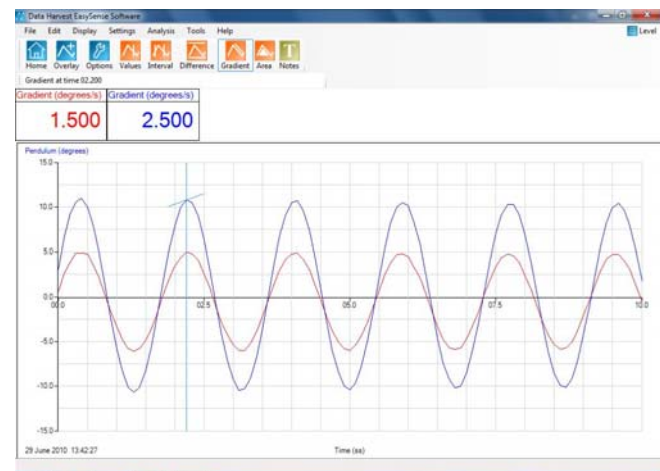 Data Harvest EasySense Software
File Edit Display Settings Analysis Tools Help
Level
Home Overlay Options Values Interval Difference Gradient Area Notes
Gradient at time 02.200
Gradient (degrees/s) Gradient (degrees/s)
1.500 2.500
Pendulum (degrees)
15.0
10.0
5.0
0.0
00.0 02.5 05.0 07.5 10.0
-5.0
-10.0
-15.0
29 June 2010 13:42:27 Time (ss)